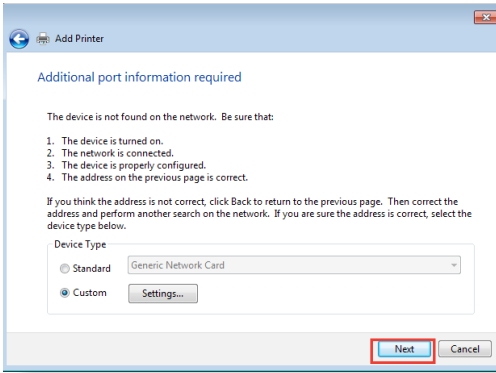 Add Printer
Additional port information required
The device is not found on the network. Be sure that:
1. The device is turned on.
2. The network is connected.
3. The device is properly configured.
4. The address on the previous page is correct.
If you think the address is not correct, click Back to return to the previous page. Then correct the
address and perform another search on the network. If you are sure the address is correct, select the
device type below.
Device Type
Standard Generic Network Card
Custom Settings...
Next Cancel